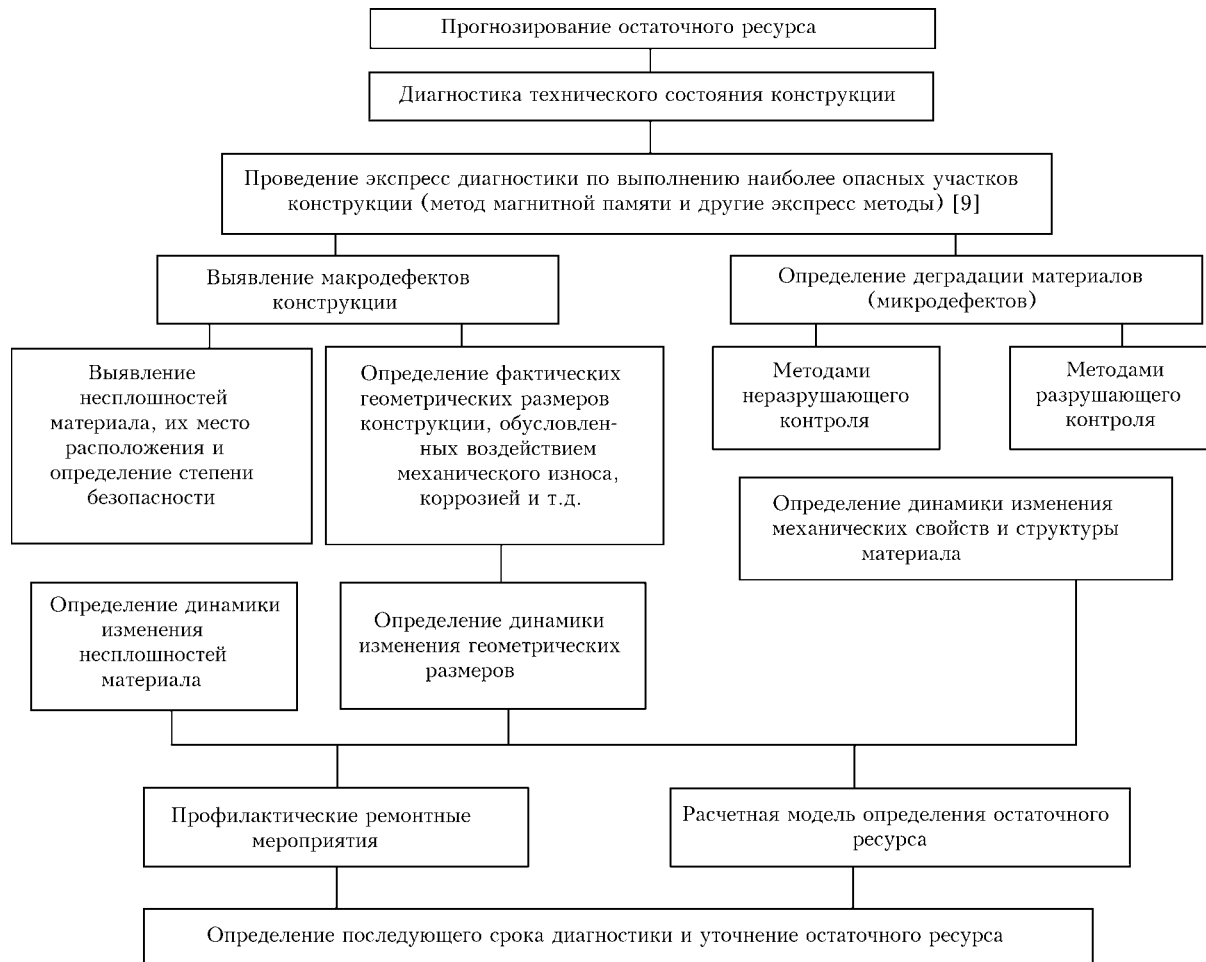 Прогнозирование остаточного ресурса
Диагностика технического состояния конструкции
Проведение экспресс диагностики по выполнению наиболее опасных участков
конструкции (метод магнитной памяти и другие экспресс методы) [9]
Выявление макродефектов
конструкции
Определение деградации материалов
(микродефектов)
Выявление
несплошностей
материала, их место
расположения и
определение степени
безопасности
Определение фактических
геометрических размеров
конструкции, обусловлен-
ных воздействием
механического износа,
коррозией и т.д.
Методами
неразрушающего
контроля
Методами
разрушающего
контроля
Определение динамики изменения
механических свойств и структуры
материала
Определение динамики
изменения
несплошностей
материала
Определение динамики
изменения геометрических
размеров
Профилактические ремонтные
мероприятия
Расчетная модель определения остаточного
ресурса
Определение последующего срока диагностики и уточнение остаточного ресурса